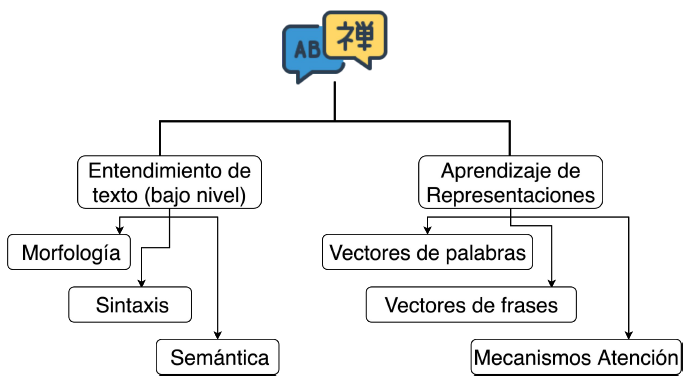 AB
禅
Entendimiento de
texto (bajo nivel)
Morfología
Sintaxis
Semántica
Aprendizaje de
Representaciones
Vectores de palabras
Vectores de frases
Mecanismos Atención